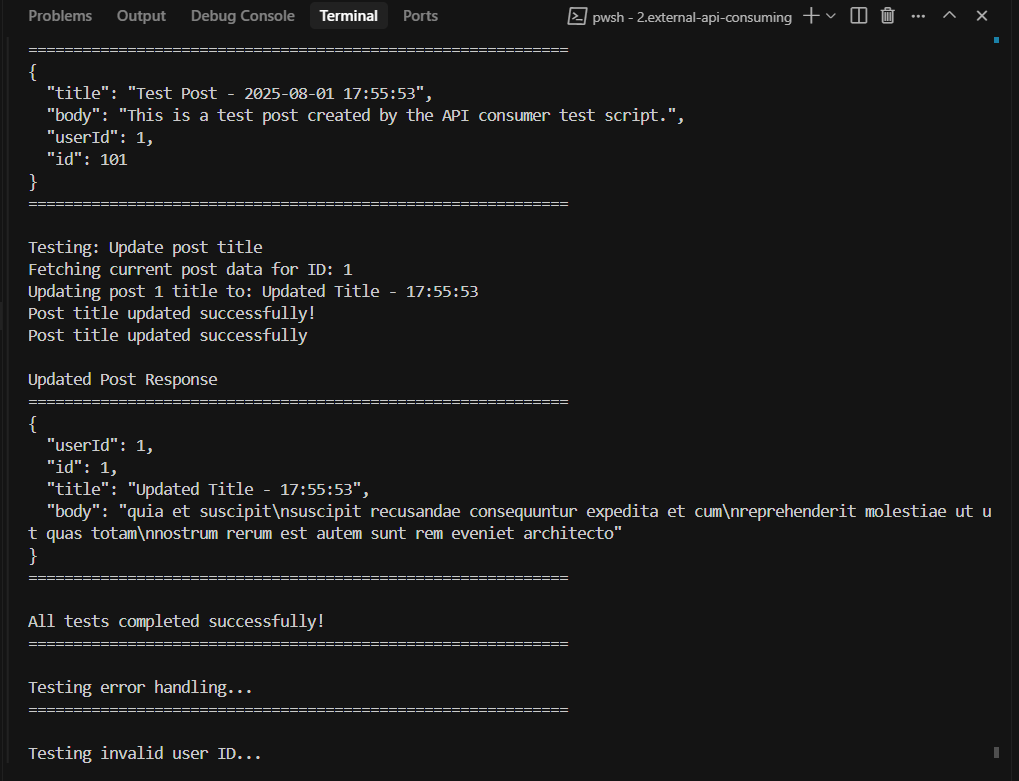 Problems Output Debug Console Terminal Ports pwsh - 2.external-api-consuming
============================================================
{
  "title": "Test Post - 2025-08-01 17:55:53",
  "body": "This is a test post created by the API consumer test script.",
  "userId": 1,
  "id": 101
}
============================================================
Testing: Update post title
Fetching current post data for ID: 1
Updating post 1 title to: Updated Title - 17:55:53
Post title updated successfully!
Post title updated successfully
Updated Post Response
============================================================
{
  "userId": 1,
  "id": 1,
  "title": "Updated Title - 17:55:53",
  "body": "quia et suscipit\nsuscipit recusandae consequuntur expedita et cum\nreprehenderit molestiae ut u
t quas totam\nnostrum rerum est autem sunt rem eveniet architecto"
}
============================================================
All tests completed successfully!
============================================================
Testing error handling...
============================================================
Testing invalid user ID...